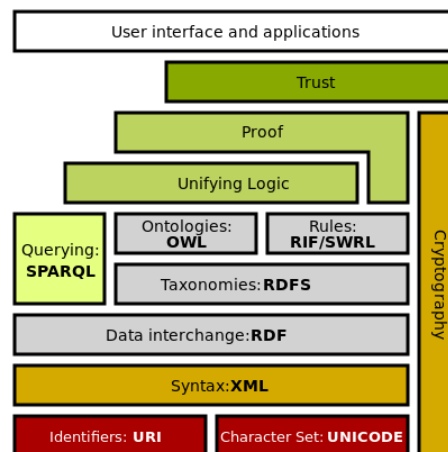 User interface and applications
Trust
Proof
Unifying Logic
Querying:
SPARQL
Ontologies:
OWL
Rules:
RIF/SWRL
Taxonomies:RDFS
Data interchange:RDF
Syntax:XML
Identifiers: URI
Character Set: UNICODE
Cryptography